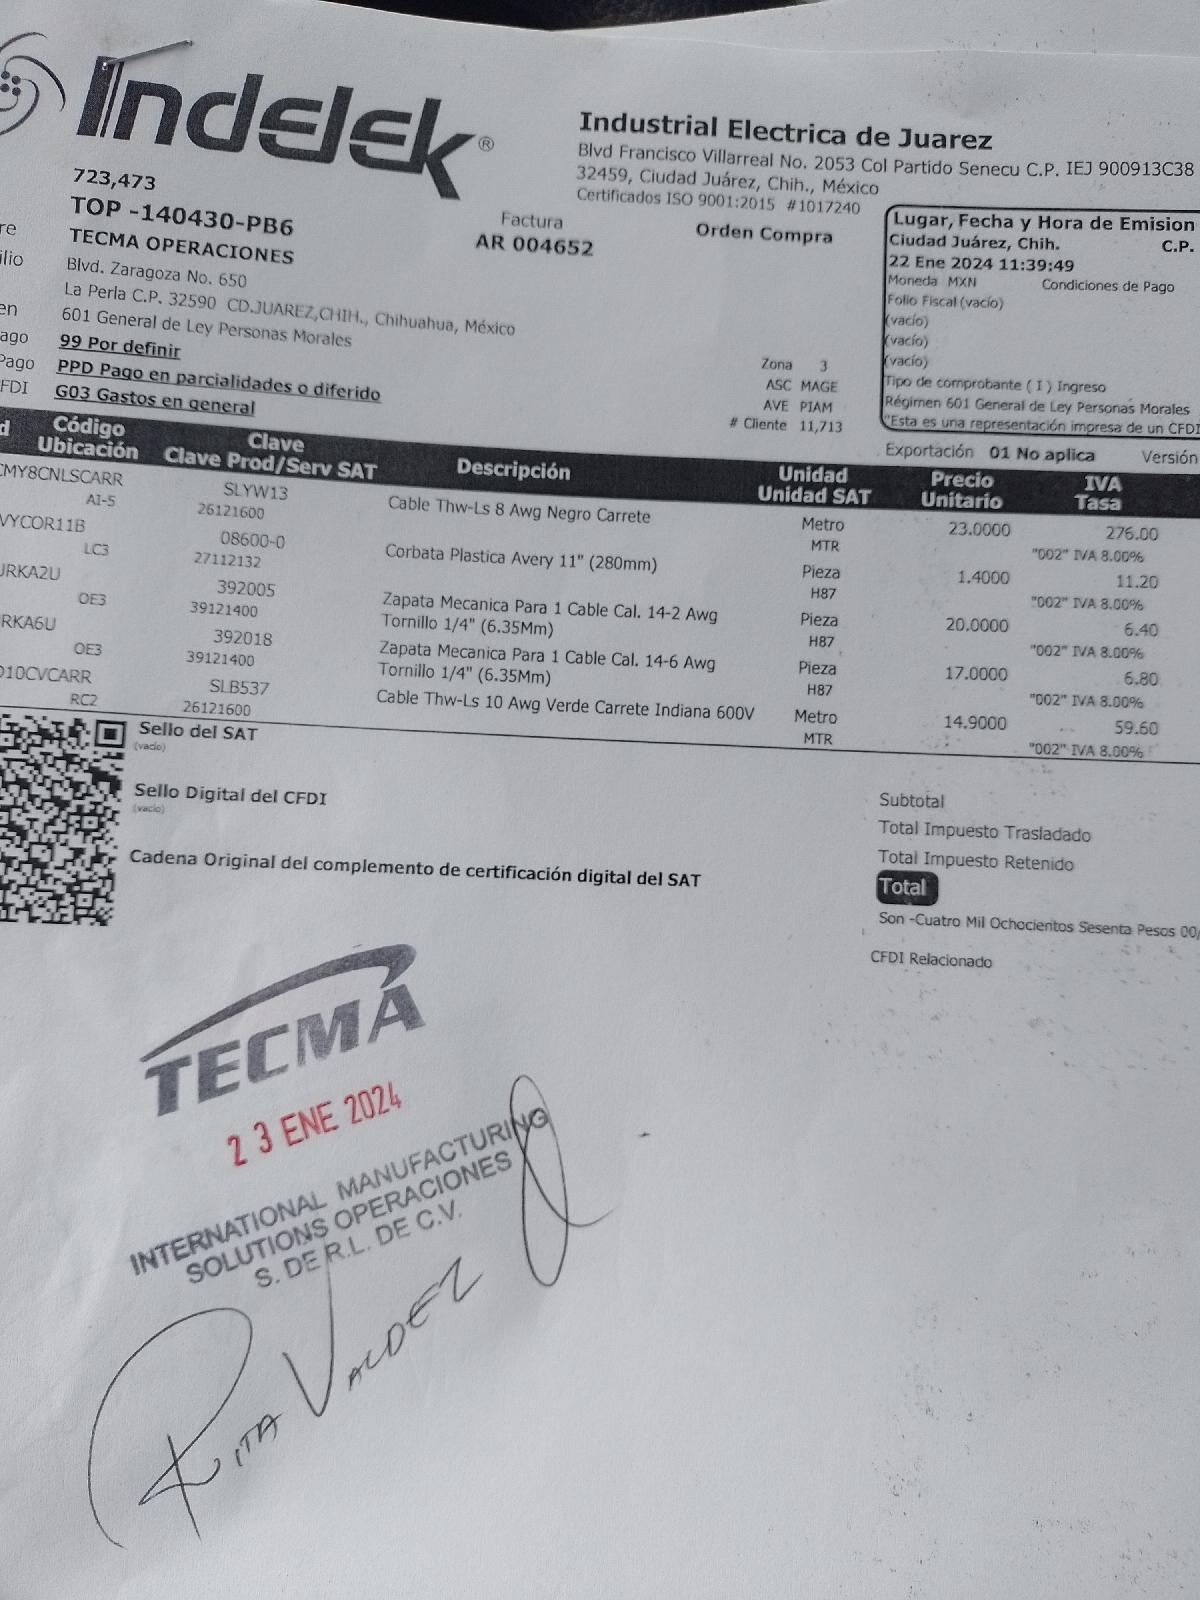 Indelek®
Industrial Electrica de Juarez
Blvd Francisco Villarreal No. 2053 Col Partido Senecu C.P. IEJ 900913C38
32459, Ciudad Juárez, Chih., México
Certificados ISO 9001:2015 #1017240
723,473
TOP -140430-PB6
TECMA OPERACIONES
Blvd. Zaragoza No. 650
La Perla C.P. 32590 CD.JUAREZ,CHIH., Chihuahua, México
601 General de Ley Personas Morales
99 Por definir
PPD Pago en parcialidades o diferido
G03 Gastos en general
re
ilio
en
ago
Pago
FDI
Factura
AR 004652
Orden Compra
Zona 3
ASC MAGE
AVE PIAM
# Cliente 11,713
Lugar, Fecha y Hora de Emision
Ciudad Juárez, Chih. C.P.
22 Ene 2024 11:39:49
Moneda MXN Condiciones de Pago
Folio Fiscal (vacío)
(vacío)
(vacío)
(vacío)
Tipo de comprobante ( I ) Ingreso
Régimen 601 General de Ley Personas Morales
"Esta es una representación impresa de un CFDI
Exportación 01 No aplica Versión
d Código Clave Descripción Unidad Precio IVA
Ubicación Clave Prod/Serv SAT Unidad SAT Unitario Tasa
CMY8CNLSCARR SLYW13 Cable Thw-Ls 8 Awg Negro Carrete Metro 23.0000 276.00
AI-5 26121600 MTR "002" IVA 8.00%
VYCOR11B 08600-0 Corbata Plastica Avery 11" (280mm) Pieza 1.4000 11.20
LC3 27112132 H87 "002" IVA 8.00%
URKA2U 392005 Zapata Mecanica Para 1 Cable Cal. 14-2 Awg Pieza 20.0000 6.40
OE3 39121400 Tornillo 1/4" (6.35Mm) H87 "002" IVA 8.00%
RKA6U 392018 Zapata Mecanica Para 1 Cable Cal. 14-6 Awg Pieza 17.0000 6.80
OE3 39121400 Tornillo 1/4" (6.35Mm) H87 "002" IVA 8.00%
D10CVCARR SLB537 Cable Thw-Ls 10 Awg Verde Carrete Indiana 600V Metro 14.9000 59.60
RC2 26121600 MTR "002" IVA 8.00%
Sello del SAT
(vacío)
Sello Digital del CFDI
(vacío)
Cadena Original del complemento de certificación digital del SAT
Subtotal
Total Impuesto Trasladado
Total Impuesto Retenido
Total
Son -Cuatro Mil Ochocientos Sesenta Pesos 00/
CFDI Relacionado
TECMA
23 ENE 2024
INTERNATIONAL MANUFACTURING
SOLUTIONS OPERACIONES
S. DE R.L. DE C.V.
RITA VALDEZ